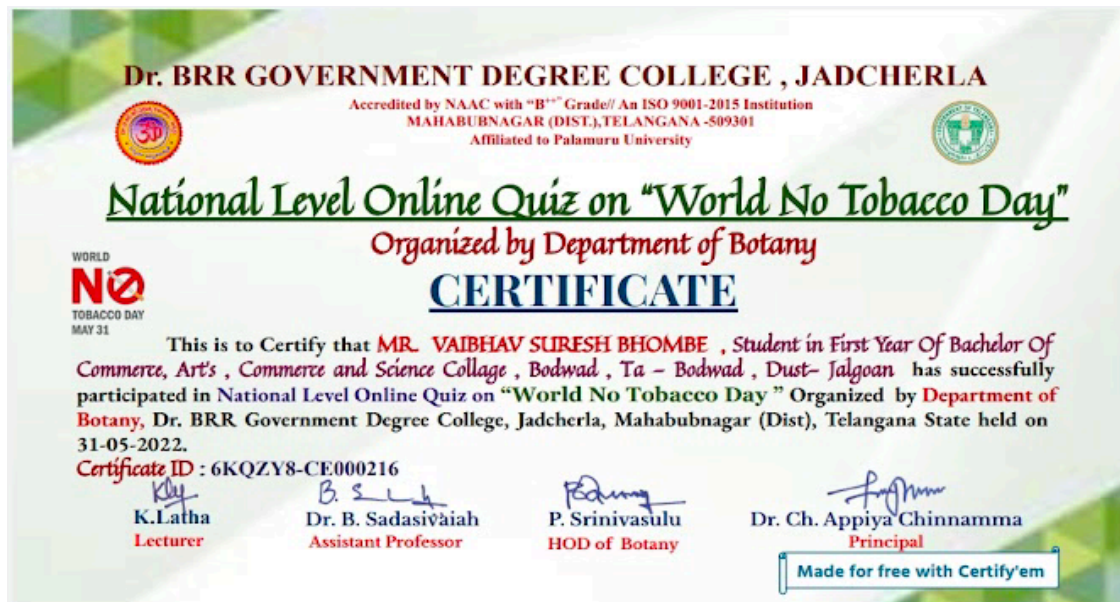 Dr. BRR GOVERNMENT DEGREE COLLEGE , JADCHERLA
Accredited by NAAC with “B++” Grade// An ISO 9001-2015 Institution
MAHABUBNAGAR (DIST.),TELANGANA -509301
Affiliated to Palamuru University
National Level Online Quiz on “World No Tobacco Day”
Organized by Department of Botany
WORLD
NO
TOBACCO DAY
MAY 31
CERTIFICATE
This is to Certify that MR. VAIBHAV SURESH BHOMBE , Student in First Year Of Bachelor Of
Commerce, Art's , Commerce and Science Collage , Bodwad , Ta – Bodwad , Dust– Jalgoan has successfully
participated in National Level Online Quiz on “World No Tobacco Day ” Organized by Department of
Botany, Dr. BRR Government Degree College, Jadcherla, Mahabubnagar (Dist), Telangana State held on
31-05-2022.
Certificate ID : 6KQZY8-CE000216
K.Latha
Lecturer
Dr. B. Sadasivaiah
Assistant Professor
P. Srinivasulu
HOD of Botany
Dr. Ch. Appiya Chinnamma
Principal
Made for free with Certify'em